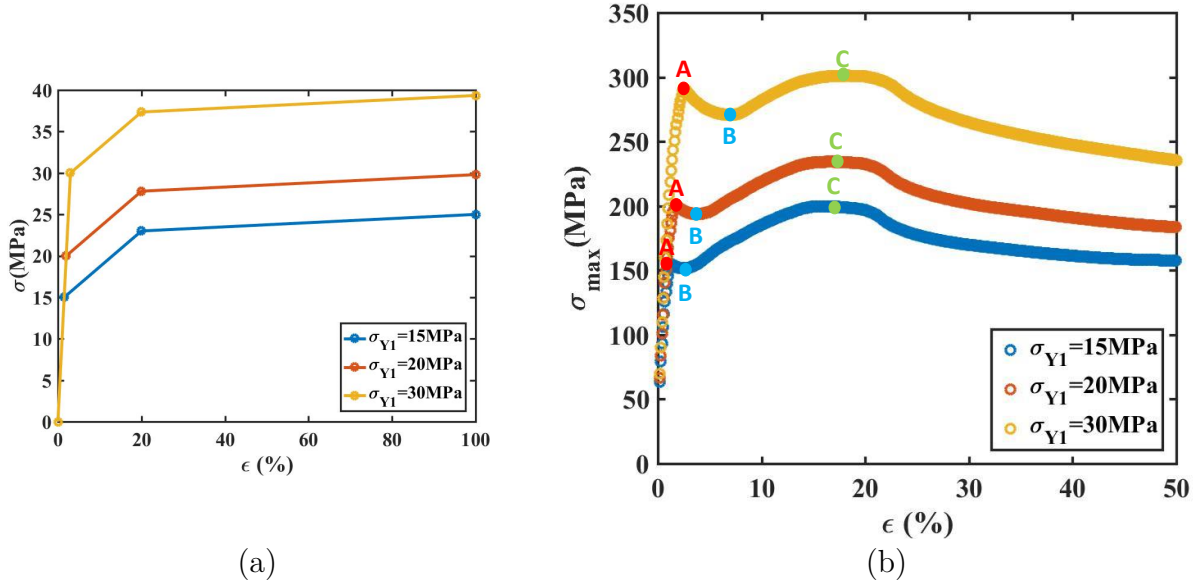 40
35
30
25
20
15
10
5
0
σ(MPa)
0 20 40 60 80 100
ϵ (%)
σY1=15MPa
σY1=20MPa
σY1=30MPa
(a)
350
300
250
200
150
100
50
0
σmax(MPa)
A
B
C
A
B
C
A
B
C
0 10 20 30 40 50
ϵ (%)
σY1=15MPa
σY1=20MPa
σY1=30MPa
(b)